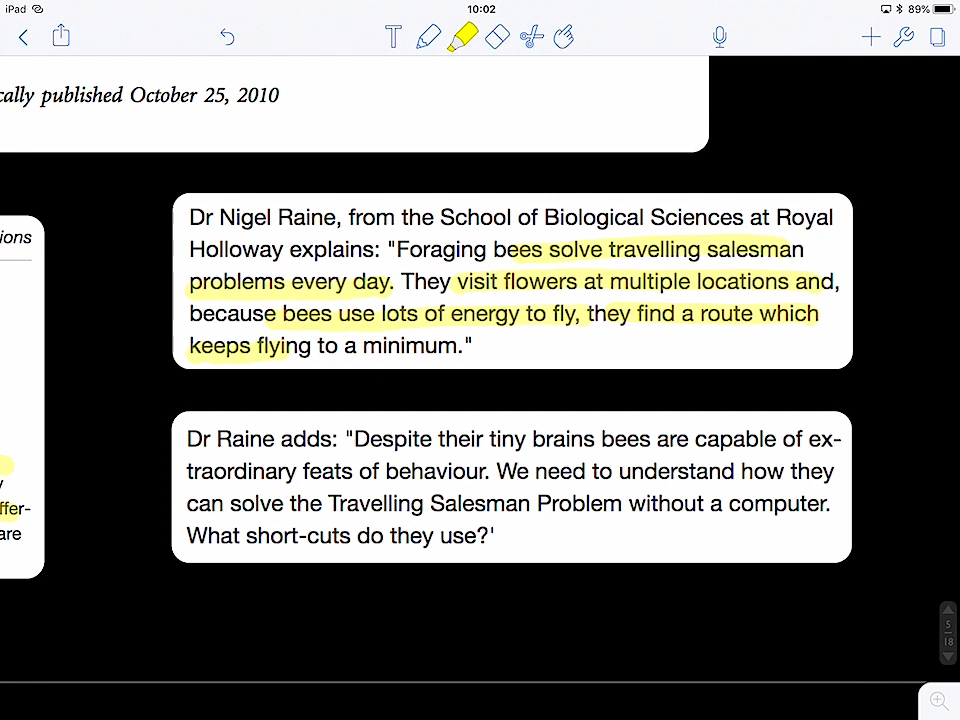 iPad
10:02
89%
T
cally published October 25, 2010
ions
Dr Nigel Raine, from the School of Biological Sciences at Royal
Holloway explains: "Foraging bees solve travelling salesman
problems every day. They visit flowers at multiple locations and,
because bees use lots of energy to fly, they find a route which
keeps flying to a minimum."
Dr Raine adds: "Despite their tiny brains bees are capable of ex-
traordinary feats of behaviour. We need to understand how they
can solve the Travelling Salesman Problem without a computer.
What short-cuts do they use?'
y
ffer-
are
5
18